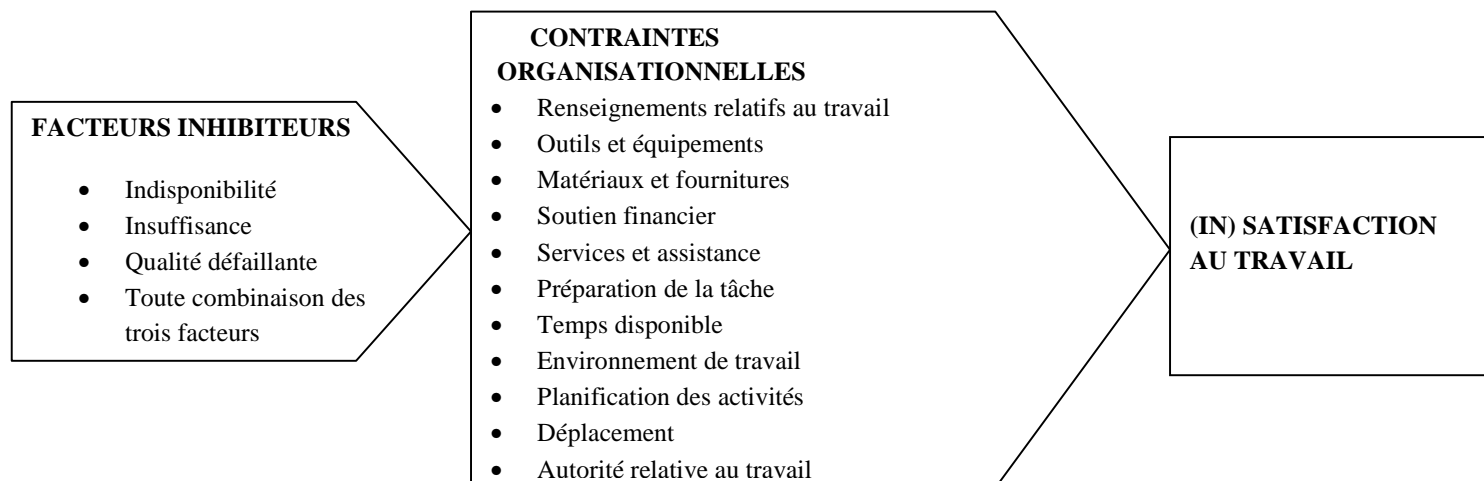 FACTEURS INHIBITEURS
• Indisponibilité
• Insuffisance
• Qualité défaillante
• Toute combinaison des
trois facteurs
CONTRAINTES
ORGANISATIONNELLES
• Renseignements relatifs au travail
• Outils et équipements
• Matériaux et fournitures
• Soutien financier
• Services et assistance
• Préparation de la tâche
• Temps disponible
• Environnement de travail
• Planification des activités
• Déplacement
• Autorité relative au travail
(IN) SATISFACTION
AU TRAVAIL